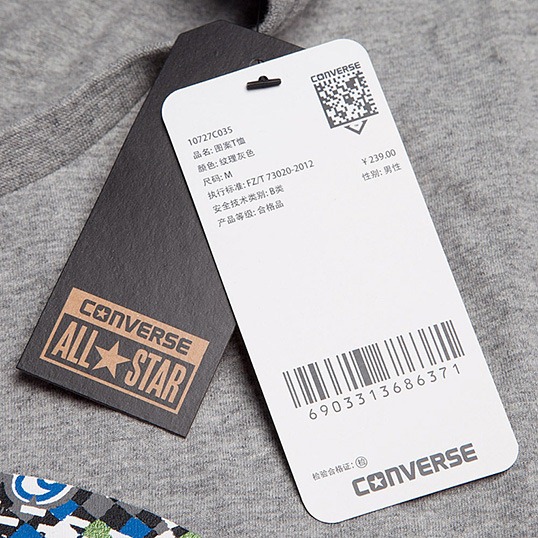 CONVERSE
10727C035
品名: 图案T恤
颜色: 纹理灰色
尺码: M
执行标准: FZ/T 73020-2012
安全技术类别: B类
产品等级: 合格品
¥ 239.00
性别: 男性
6903313686371
检验合格证: 检
CONVERSE
CONVERSE
ALL★STAR